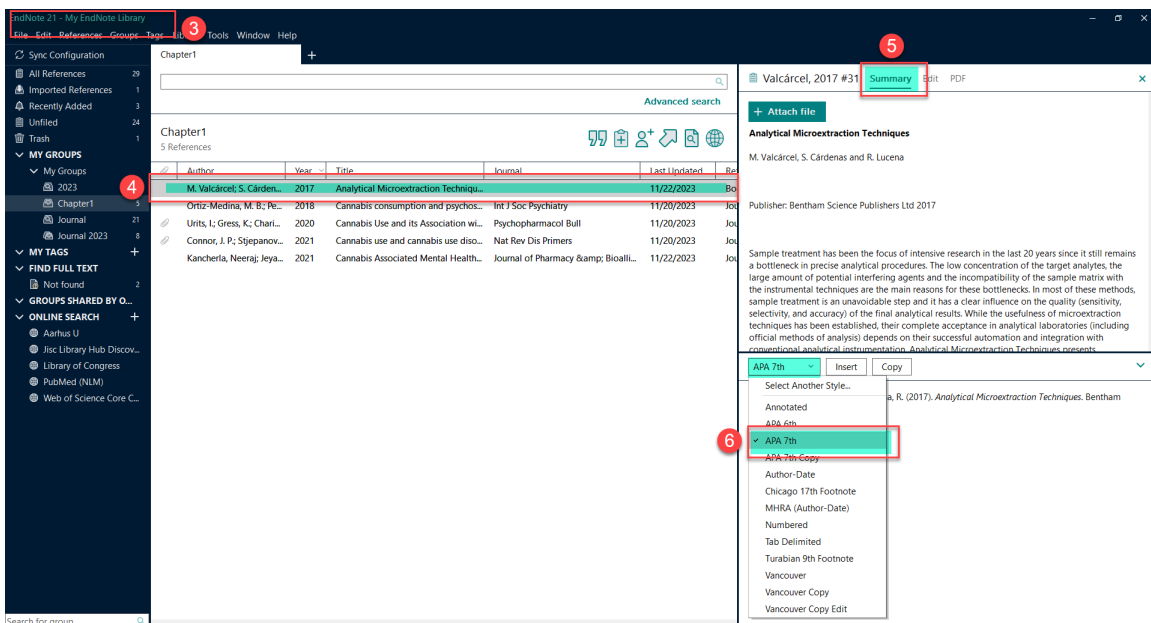 EndNote 21 - My EndNote Library
File Edit References Groups Tags Tools Window Help
3
Sync Configuration
Chapter1
+
5
All References 29
Imported References 1
Recently Added 3
Unfiled 24
Trash 1
MY GROUPS
My Groups
2023
Chapter1 5
Journal 21
Journal 2023 8
MY TAGS +
FIND FULL TEXT
Not found 2
GROUPS SHARED BY O...
ONLINE SEARCH +
Aarhus U
Jisc Library Hub Discov...
Library of Congress
PubMed (NLM)
Web of Science Core C...
Search for group
Advanced search
Chapter1
5 References
Author Year Title Journal Last Updated Ref
4
M. Valcárcel; S. Cárden... 2017 Analytical Microextraction Techniqu... 11/22/2023 Bo
Ortiz-Medina, M. B.; Pe... 2018 Cannabis consumption and psychos... Int J Soc Psychiatry 11/20/2023 Jou
Urits, I.; Gress, K.; Chari... 2020 Cannabis Use and its Association wi... Psychopharmacol Bull 11/20/2023 Jou
Connor, J. P.; Stjepanov... 2021 Cannabis use and cannabis use diso... Nat Rev Dis Primers 11/20/2023 Jou
Kancherla, Neeraj; Jeya... 2021 Cannabis Associated Mental Health... Journal of Pharmacy &amp; Bioalli... 11/22/2023 Jou
Valcárcel, 2017 #31 Summary Edit PDF
+ Attach file
Analytical Microextraction Techniques
M. Valcárcel, S. Cárdenas and R. Lucena
Publisher: Bentham Science Publishers Ltd 2017
Sample treatment has been the focus of intensive research in the last 20 years since it still remains
a bottleneck in precise analytical procedures. The low concentration of the target analytes, the
large amount of potential interfering agents and the incompatibility of the sample matrix with
the instrumental techniques are the main reasons for these bottlenecks. In most of these methods,
sample treatment is an unavoidable step and it has a clear influence on the quality (sensitivity,
selectivity, and accuracy) of the final analytical results. While the usefulness of microextraction
techniques has been established, their complete acceptance in analytical laboratories (including
official methods of analysis) depends on their successful automation and integration with
conventional analytical instrumentation. Analytical Microextraction Techniques presents
APA 7th Insert Copy
a, R. (2017). Analytical Microextraction Techniques. Bentham
Select Another Style...
Annotated
APA 6th
6
APA 7th
APA 7th Copy
Author-Date
Chicago 17th Footnote
MHRA (Author-Date)
Numbered
Tab Delimited
Turabian 9th Footnote
Vancouver
Vancouver Copy
Vancouver Copy Edit